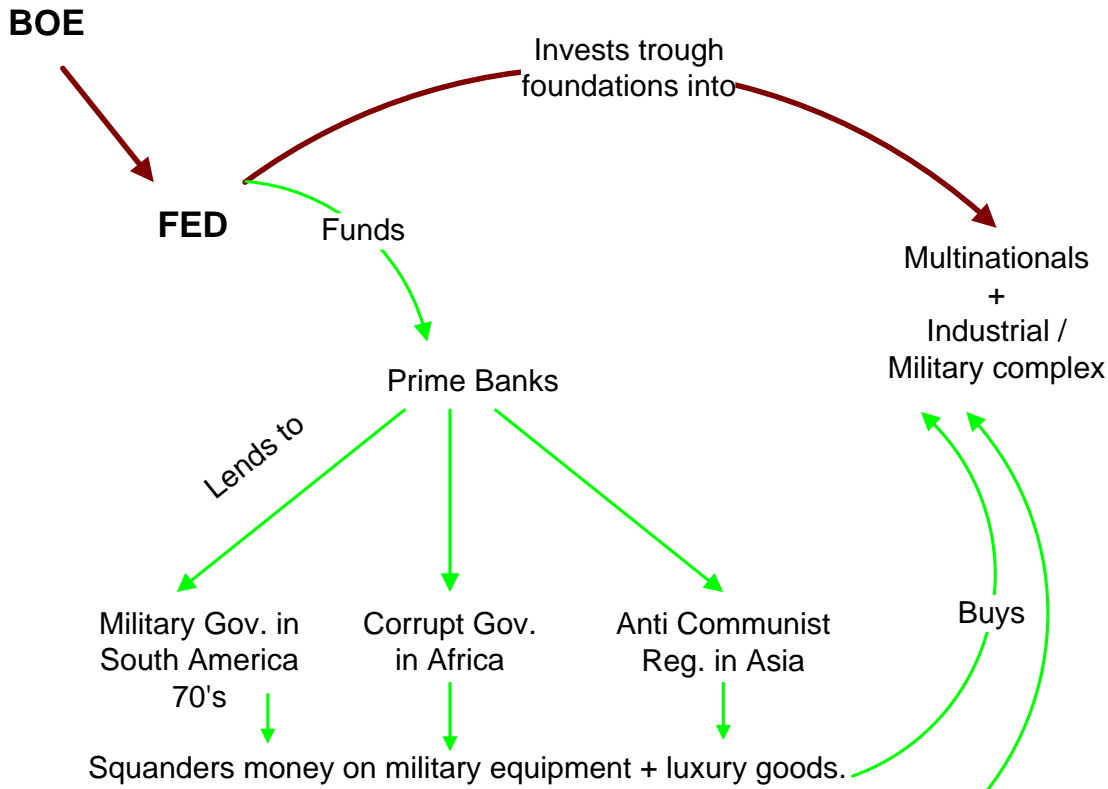 BOE
Invests trough
foundations into
FED
Funds
Multinationals
+
Industrial /
Military complex
Prime Banks
Lends to
Military Gov. in
South America
70's
Corrupt Gov.
in Africa
Anti Communist
Reg. in Asia
Buys
Squanders money on military equipment + luxury goods.